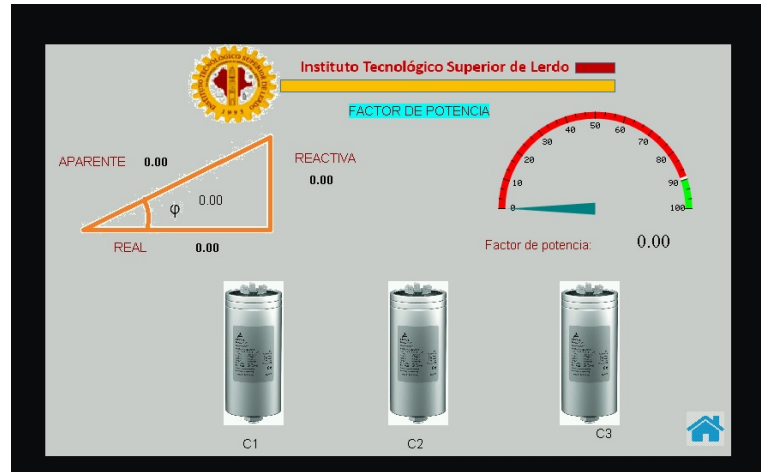 Instituto Tecnológico Superior de Lerdo
FACTOR DE POTENCIA
APARENTE 0.00
REACTIVA
0.00
φ 0.00
REAL 0.00
0 10 20 30 40 50 60 70 80 90 100
Factor de potencia: 0.00
C1
C2
C3